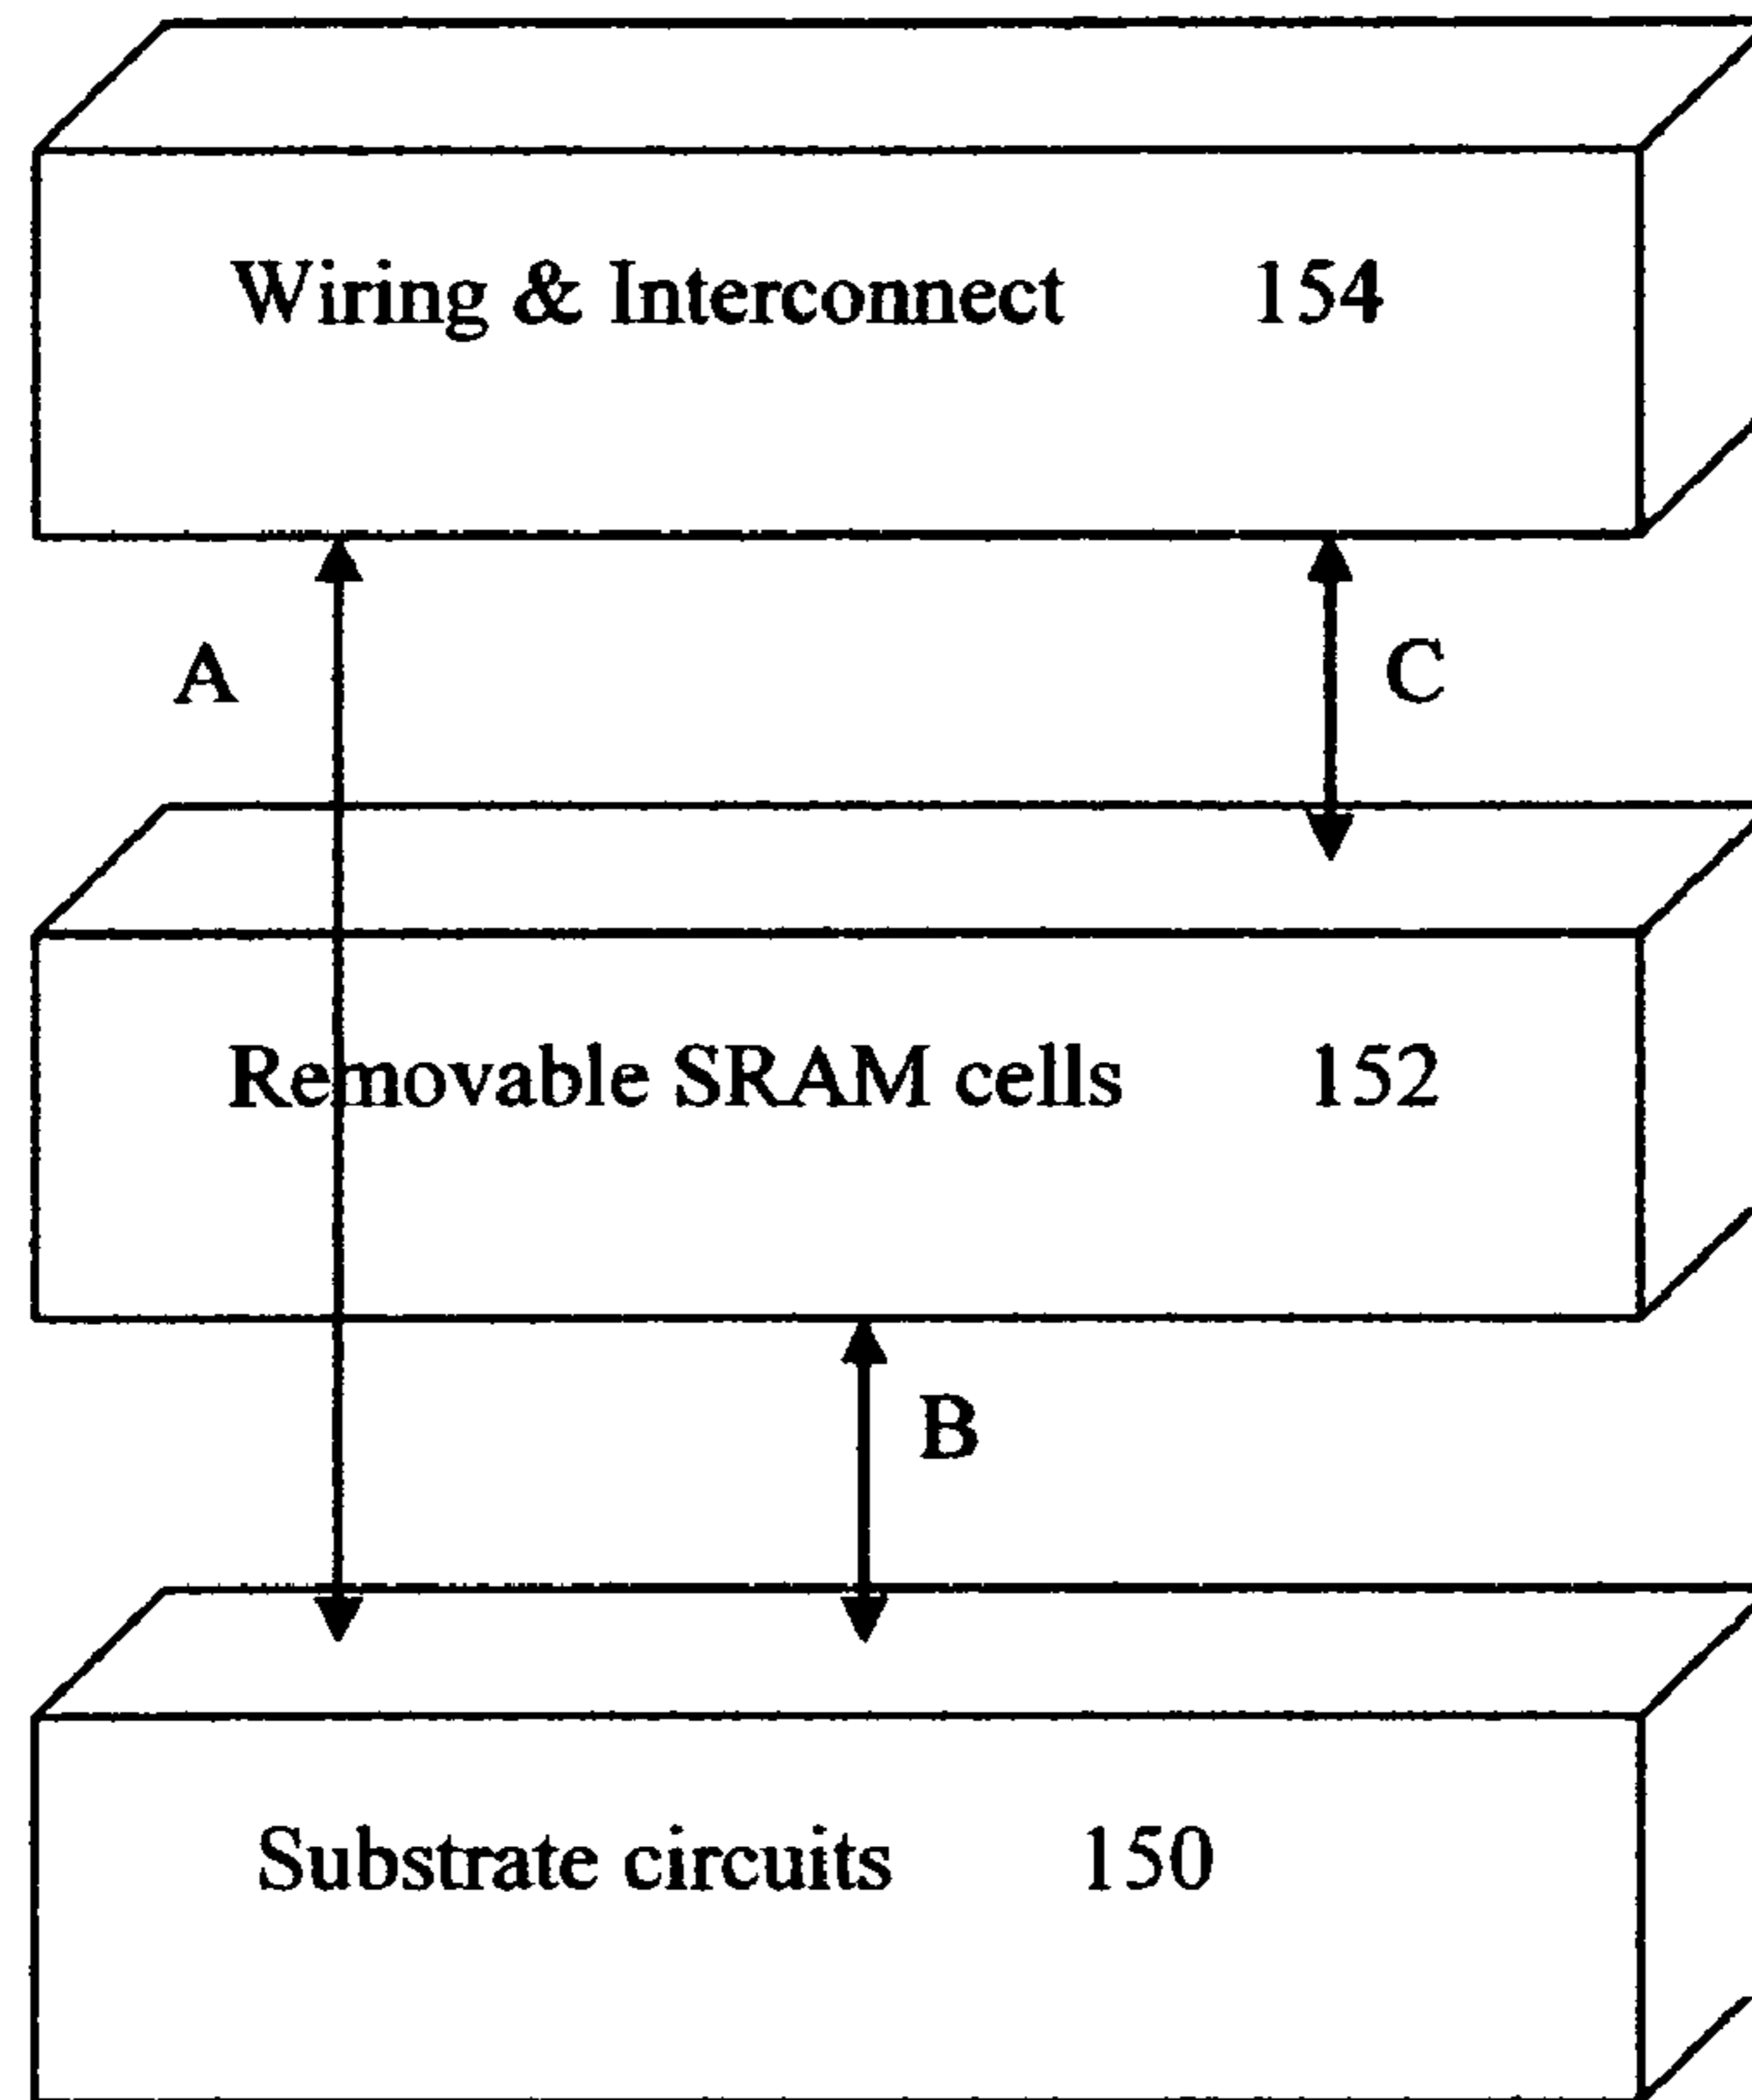 Wiring & Interconnect 154
A
C
Removable SRAM cells 152
B
Substrate circuits 150